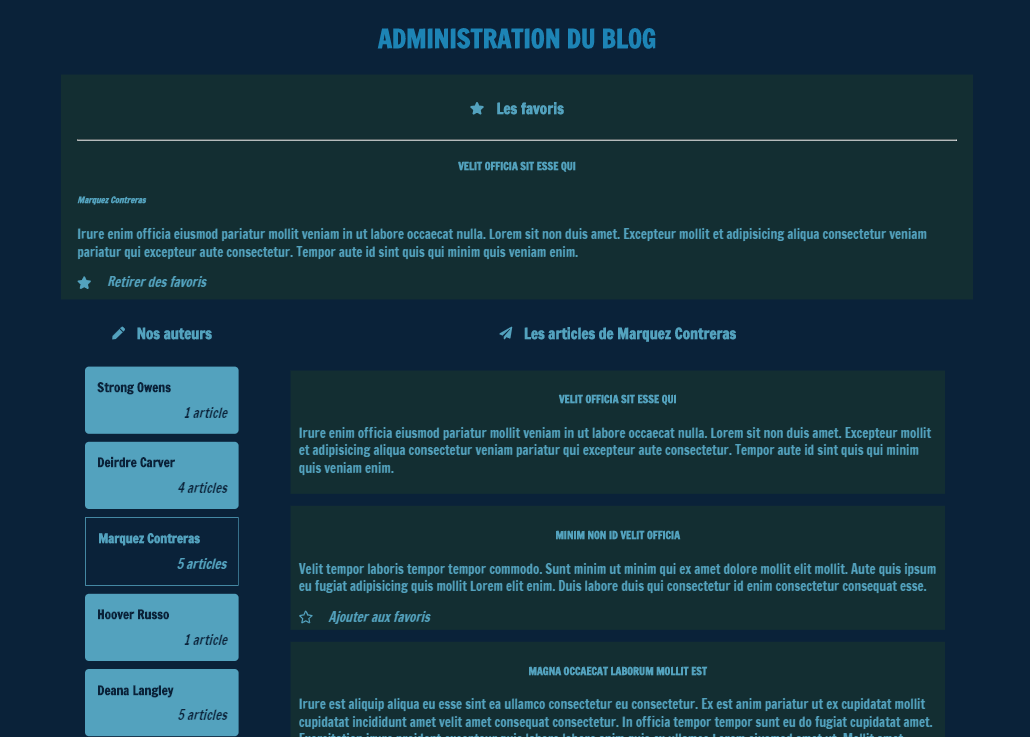 ADMINISTRATION DU BLOG
Les favoris
VELIT OFFICIA SIT ESSE QUI
Marquez Contreras
Irure enim officia eiusmod pariatur mollit veniam in ut labore occaecat nulla. Lorem sit non duis amet. Excepteur mollit et adipisicing aliqua consectetur veniam
pariatur qui excepteur aute consectetur. Tempor aute id sint quis qui minim quis veniam enim.
Retirer des favoris
Nos auteurs
Strong Owens
1 article
Deirdre Carver
4 articles
Marquez Contreras
5 articles
Hoover Russo
1 article
Deana Langley
5 articles
Les articles de Marquez Contreras
VELIT OFFICIA SIT ESSE QUI
Irure enim officia eiusmod pariatur mollit veniam in ut labore occaecat nulla. Lorem sit non duis amet. Excepteur mollit
et adipisicing aliqua consectetur veniam pariatur qui excepteur aute consectetur. Tempor aute id sint quis qui minim
quis veniam enim.
MINIM NON ID VELIT OFFICIA
Velit tempor laboris tempor tempor commodo. Sunt minim ut minim qui ex amet dolore mollit elit mollit. Aute quis ipsum
eu fugiat adipisicing quis mollit Lorem elit enim. Duis labore duis qui consectetur id enim consectetur consequat esse.
Ajouter aux favoris
MAGNA OCCAECAT LABORUM MOLLIT EST
Irure est aliquip aliqua eu esse sint ea ullamco consectetur eu consectetur. Ex est anim pariatur ut ex cupidatat mollit
cupidatat incididunt amet velit amet consequat consectetur. In officia tempor tempor sunt eu do fugiat cupidatat amet.